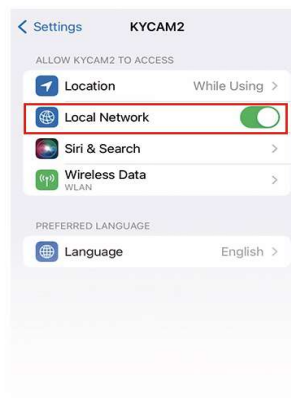 Settings
KYCAM2
ALLOW KYCAM2 TO ACCESS
Location While Using
Local Network
Siri & Search
Wireless Data
WLAN
PREFERRED LANGUAGE
Language English